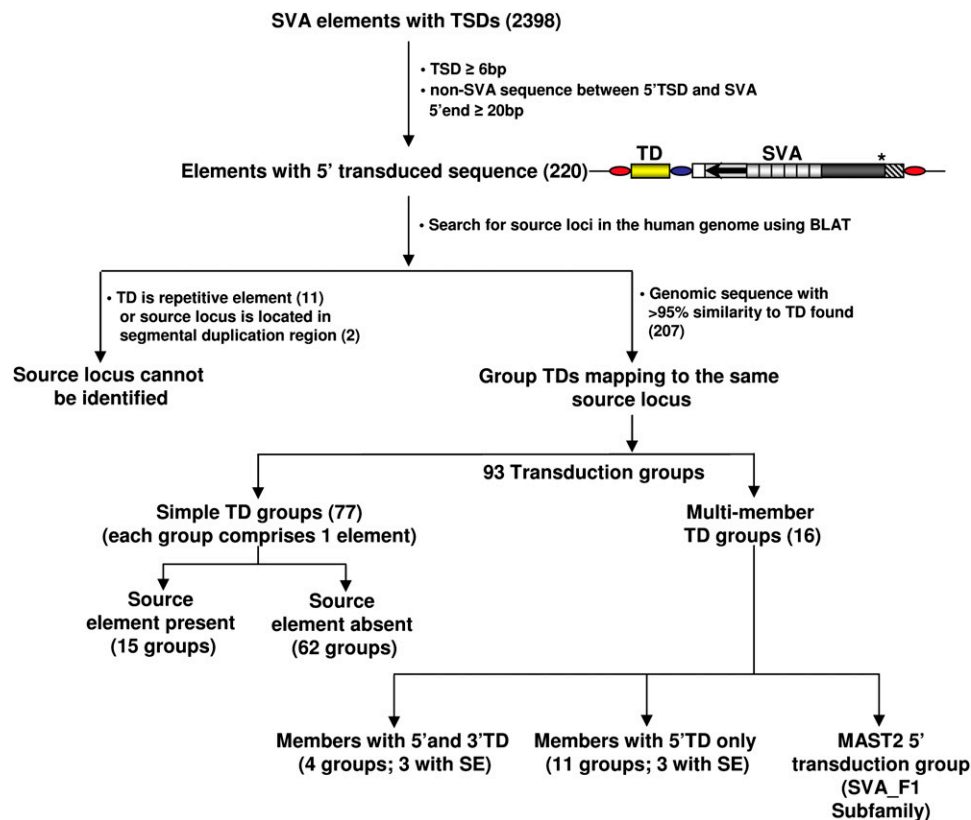 SVA elements with TSDs (2398)
• TSD ≥ 6bp
• non-SVA sequence between 5'TSD and SVA
5'end ≥ 20bp
TD
SVA
*
Elements with 5' transduced sequence (220)
• Search for source loci in the human genome using BLAT
• TD is repetitive element (11)
or source locus is located in
segmental duplication region (2)
• Genomic sequence with
>95% similarity to TD found
(207)
Source locus cannot
be identified
Group TDs mapping to the same
source locus
93 Transduction groups
Simple TD groups (77)
(each group comprises 1 element)
Multi-member
TD groups (16)
Source
element present
(15 groups)
Source
element absent
(62 groups)
Members with 5'and 3'TD
(4 groups; 3 with SE)
Members with 5'TD only
(11 groups; 3 with SE)
MAST2 5'
transduction group
(SVA_F1
Subfamily)